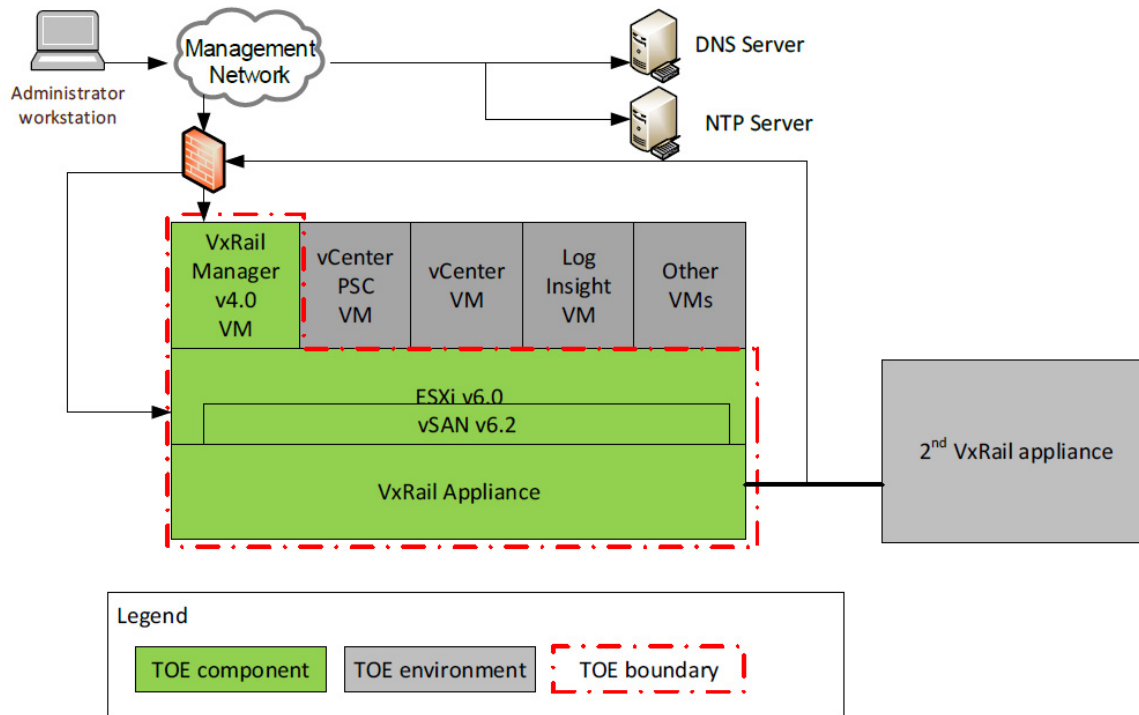 Administrator
workstation
Management
Network
DNS Server
NTP Server
VxRail
Manager
v4.0
VM
vCenter
PSC
VM
vCenter
VM
Log
Insight
VM
Other
VMs
ESXi v6.0
vSAN v6.2
VxRail Appliance
2nd VxRail appliance
Legend
TOE component
TOE environment
TOE boundary